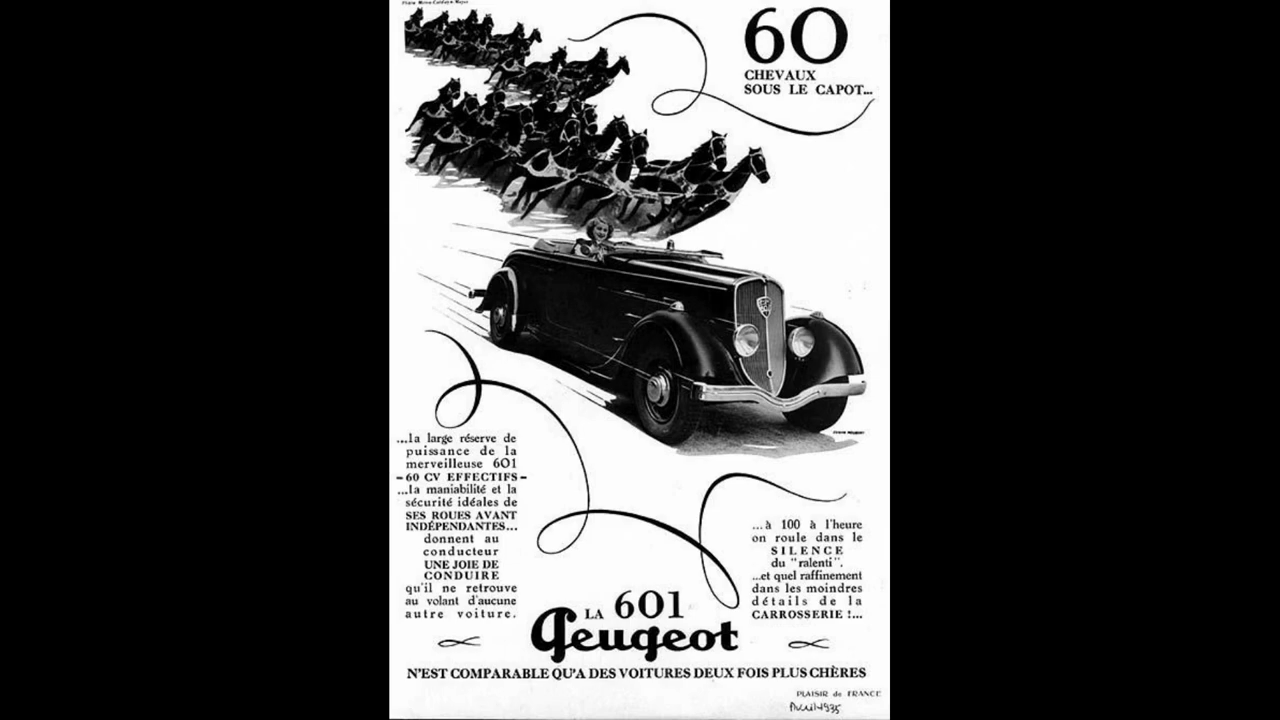 60
CHEVAUX
SOUS LE CAPOT...
...la large réserve de
puissance de la
merveilleuse 601
-60 CV EFFECTIFS-
...la maniabilité et la
sécurité idéales de
SES ROUES AVANT
INDÉPENDANTES...
donnent au
conducteur
UNE JOIE DE
CONDUIRE
qu'il ne retrouve
au volant d'aucune
autre voiture.
...à 100 à l'heure
on roule dans le
SILENCE
du "ralenti".
...et quel raffinement
dans les moindres
détails de la
CARROSSERIE !...
LA 601
Peugeot
N'EST COMPARABLE QU'A DES VOITURES DEUX FOIS PLUS CHÈRES
PLAISIR de FRANCE
Avril 1935